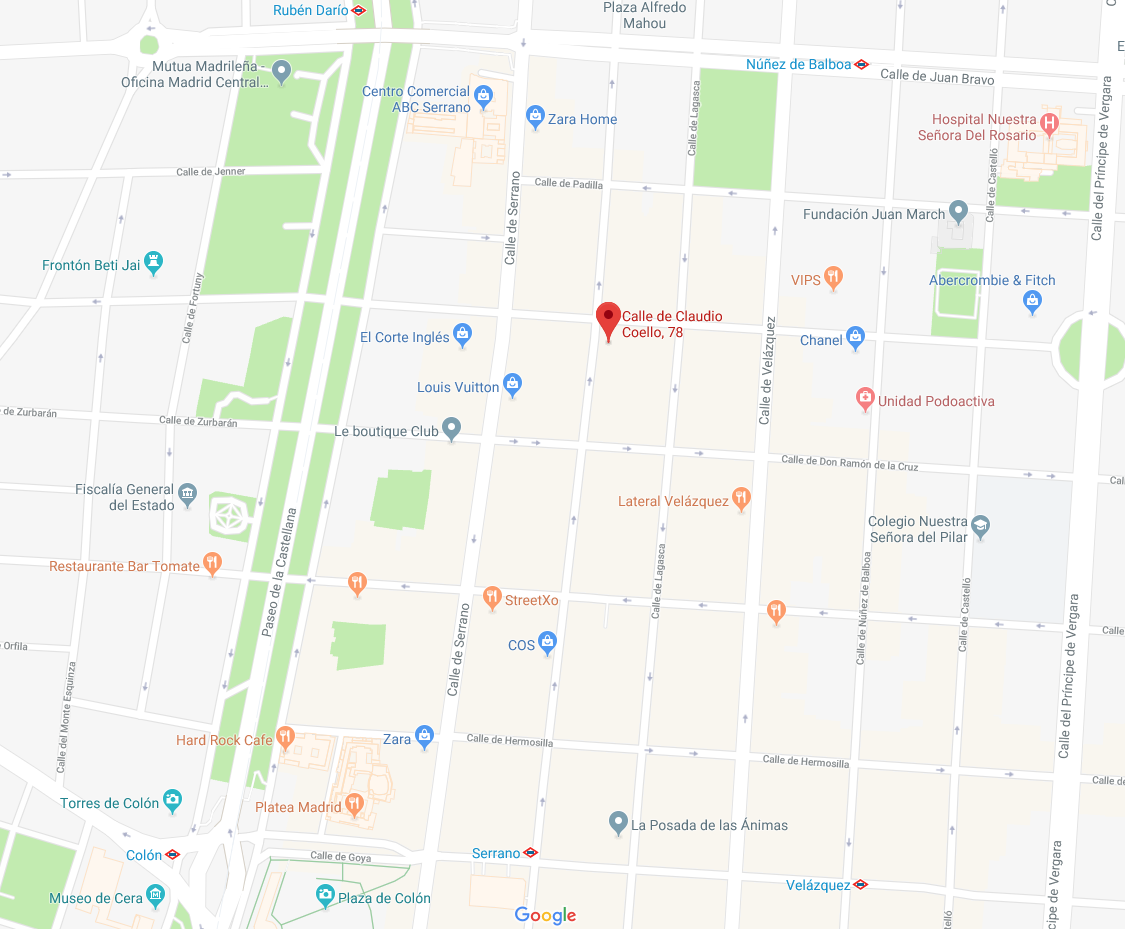 Rubén Darío
Plaza Alfredo
Mahou
C
E
Mutua Madrileña -
Oficina Madrid Central...
Núñez de Balboa
Calle de Juan Bravo
Centro Comercial
ABC Serrano
Zara Home
Calle de Lagasca
Hospital Nuestra
Señora Del Rosario
Calle del Príncipe de Vergara
Calle de Jenner
Calle de Padilla
Calle de Castelló
Calle de Serrano
Fundación Juan March
Frontón Beti Jai
Calle de Fortuny
VIPS
Abercrombie & Fitch
Calle de Claudio
Coello, 78
El Corte Inglés
Chanel
Calle de Velázquez
Louis Vuitton
Unidad Podoactiva
e de Zurbarán
Calle de Zurbarán
Le boutique Club
Calle de Don Ramón de la Cruz
Cal
Fiscalía General
del Estado
Lateral Velázquez
Colegio Nuestra
Señora del Pilar
Paseo de la Castellana
Restaurante Bar Tomate
Calle de Lagasca
Calle de Núñez de Balboa
Calle de Castelló
StreetXo
Calle de Serrano
Calle
COS
Orfila
Calle del Monte Esquinza
Calle del Príncipe de Vergara
Hard Rock Cafe
Zara
Calle de Hermosilla
Calle de Hermosilla
Calle de
Torres de Colón
Platea Madrid
La Posada de las Ánimas
Colón
Calle de Goya
Serrano
Velázquez
cipe de Vergara
Museo de Cera
Plaza de Colón
telló
Google